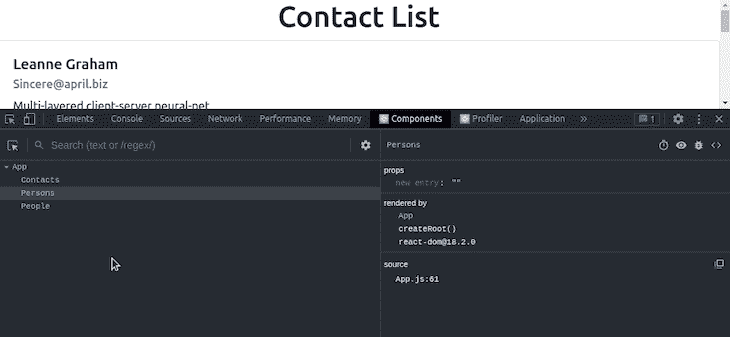 Contact List
Leanne Graham
Sincere@april.biz
Multi-layered client-server neural-net
Elements Console Sources Network Performance Memory Components Profiler Application » 1
Search (text or /regex/)
Persons
App
Contacts
Persons
People
props
new entry: ""
rendered by
App
createRoot()
react-dom@18.2.0
source
App.js:61